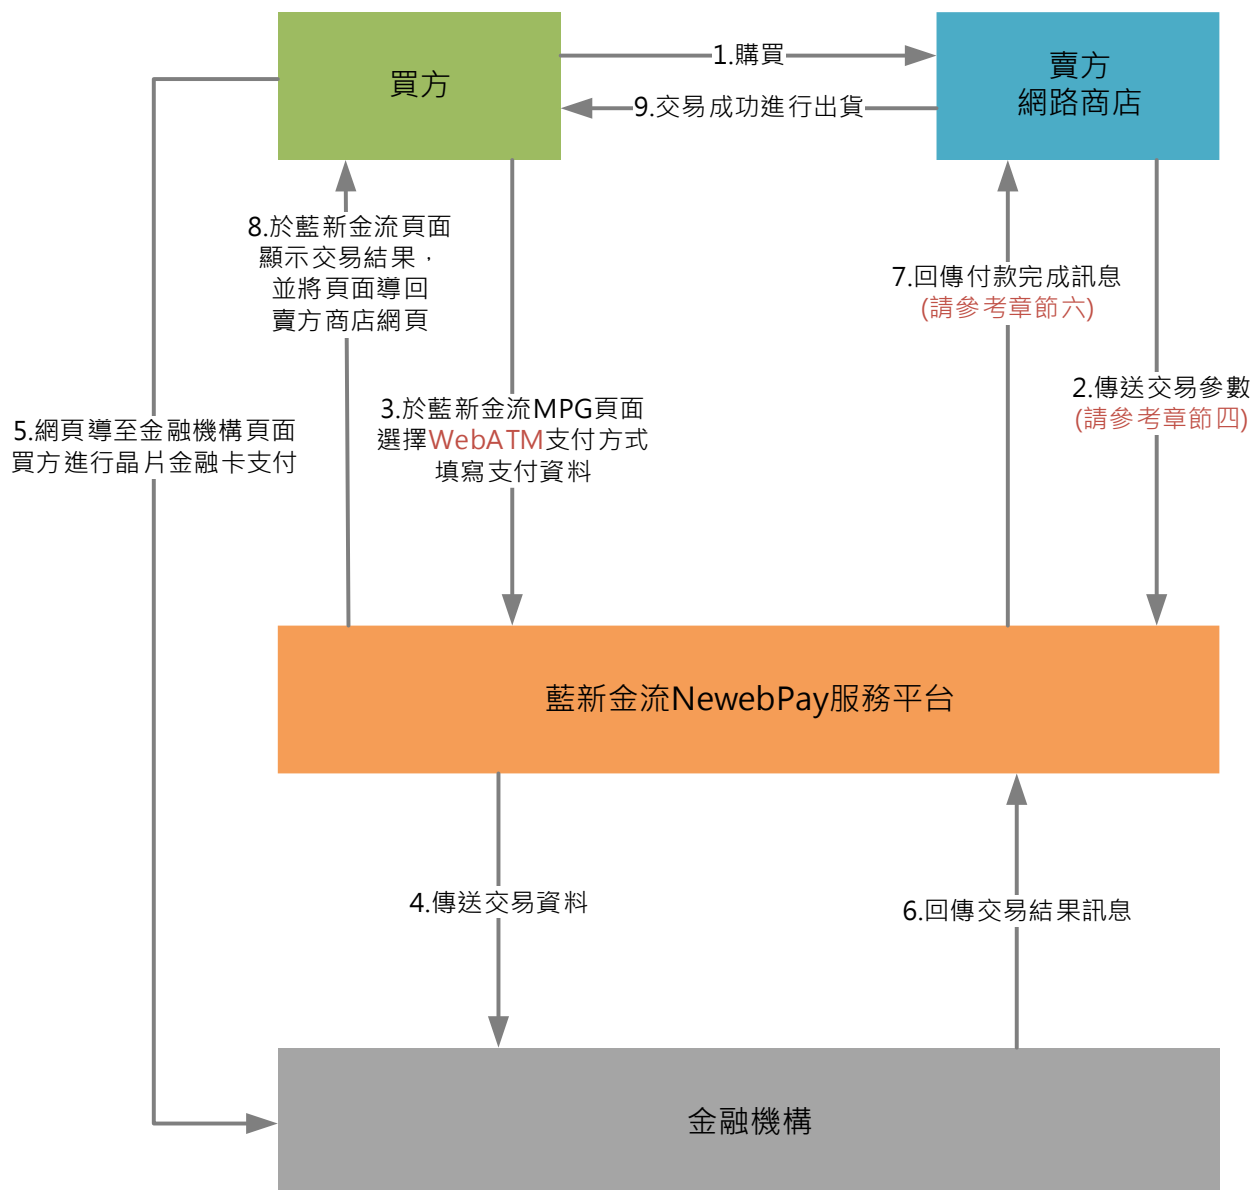 買方
1.購買
賣方
網路商店
9.交易成功進行出貨
8.於藍新金流頁面
顯示交易結果，
並將頁面導回
賣方商店網頁
7.回傳付款完成訊息
(請參考章節六)
2.傳送交易參數
(請參考章節四)
3.於藍新金流MPG頁面
選擇WebATM支付方式
填寫支付資料
5.網頁導至金融機構頁面
買方進行晶片金融卡支付
藍新金流NewebPay服務平台
4.傳送交易資料
6.回傳交易結果訊息
金融機構